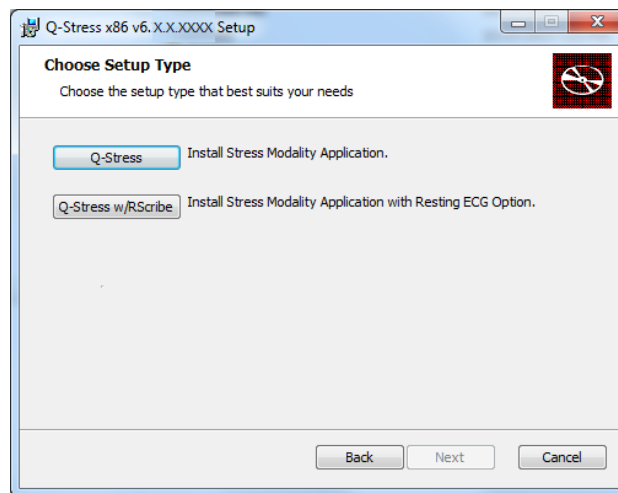 Q-Stress x86 v6.X.X.XXXX Setup
Choose Setup Type
Choose the setup type that best suits your needs
Q-Stress Install Stress Modality Application.
Q-Stress w/RScribe Install Stress Modality Application with Resting ECG Option.
Back Next Cancel